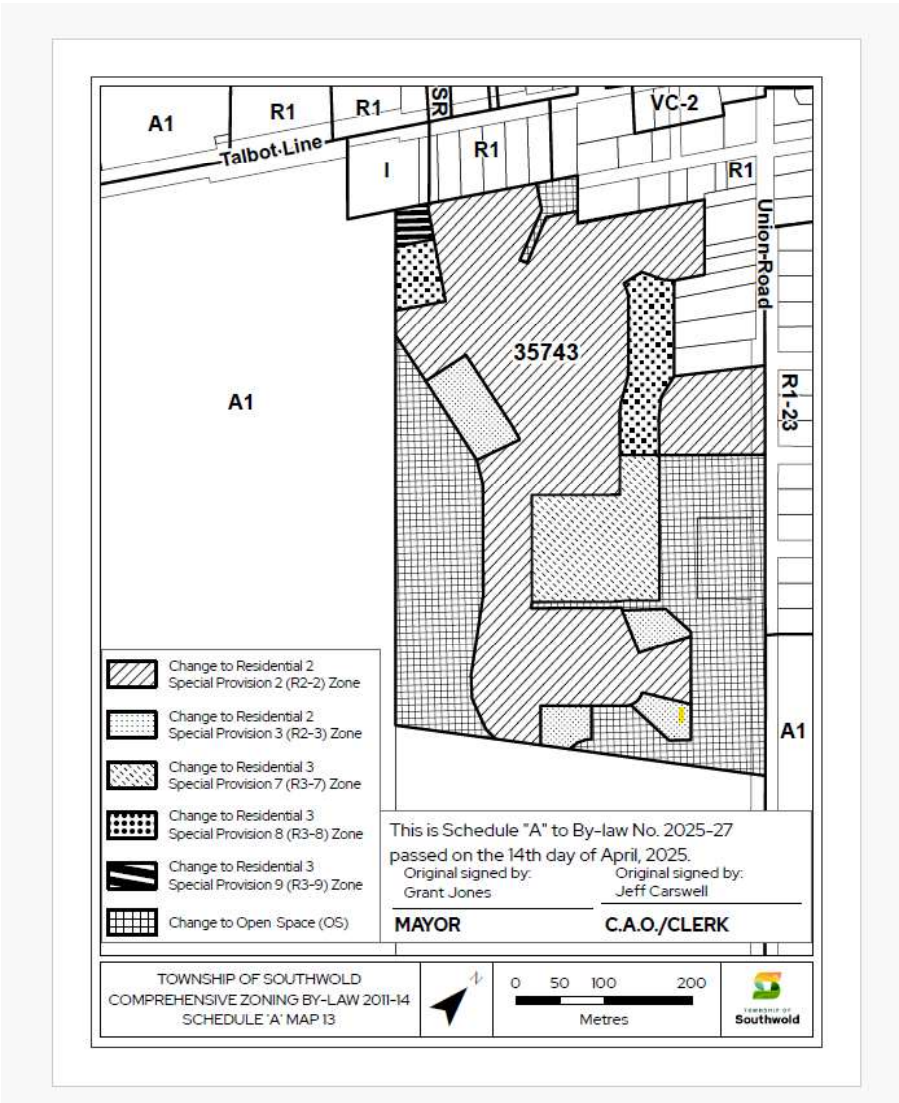 A1
R1
R1
SR
VC-2
Talbot Line
I
R1
R1
Union Road
35743
A1
R1-23
A1
Change to Residential 2
Special Provision 2 (R2-2) Zone
Change to Residential 2
Special Provision 3 (R2-3) Zone
Change to Residential 3
Special Provision 7 (R3-7) Zone
Change to Residential 3
Special Provision 8 (R3-8) Zone
Change to Residential 3
Special Provision 9 (R3-9) Zone
Change to Open Space (OS)
This is Schedule "A" to By-law No. 2025-27
passed on the 14th day of April, 2025.
Original signed by:
Grant Jones
Original signed by:
Jeff Carswell
MAYOR
C.A.O./CLERK
TOWNSHIP OF SOUTHWOLD
COMPREHENSIVE ZONING BY-LAW 2011-14
SCHEDULE 'A' MAP 13
N
0 50 100 200
Metres
TOWNSHIP OF
Southwold